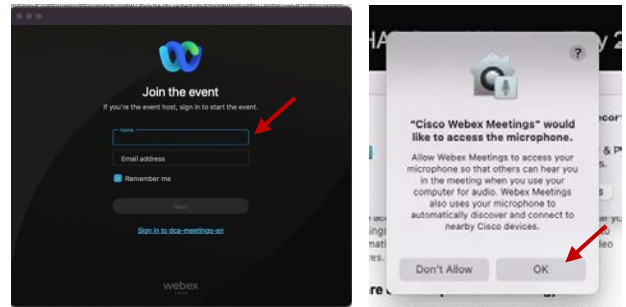 Join the event
If you're the event host, sign in to start the event.
Name
Email address
Remember me
Next
Sign in to dca-meetings-en
webex
HA
y 2
?
"Cisco Webex Meetings" would
like to access the microphone.
Allow Webex Meetings to access your
microphone so that others can hear you
in the meeting when you use your
computer for audio. Webex Meetings
also uses your microphone to
automatically discover and connect to
nearby Cisco devices.
Don't Allow
OK